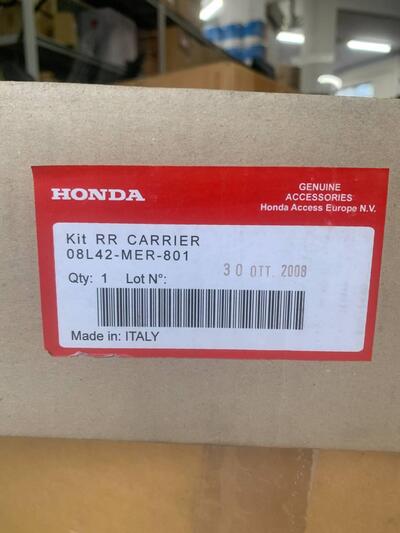 HONDA
GENUINE
ACCESSORIES
Honda Access Europe N.V.
Kit RR CARRIER
08L42-MER-801
Qty: 1 Lot N°: 30 OTT. 2008
Made in: ITALY